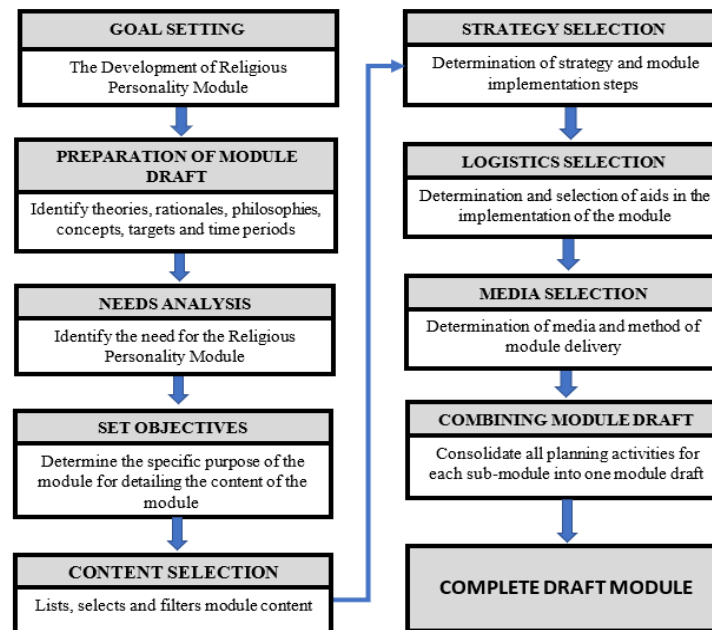 GOAL SETTING
The Development of Religious
Personality Module
PREPARATION OF MODULE
DRAFT
Identify theories, rationales, philosophies,
concepts, targets and time periods
NEEDS ANALYSIS
Identify the need for the Religious
Personality Module
SET OBJECTIVES
Determine the specific purpose of the
module for detailing the content of the
module
CONTENT SELECTION
Lists, selects and filters module content
STRATEGY SELECTION
Determination of strategy and module
implementation steps
LOGISTICS SELECTION
Determination and selection of aids in the
implementation of the module
MEDIA SELECTION
Determination of media and method of
module delivery
COMBINING MODULE DRAFT
Consolidate all planning activities for
each sub-module into one module draft
COMPLETE DRAFT MODULE